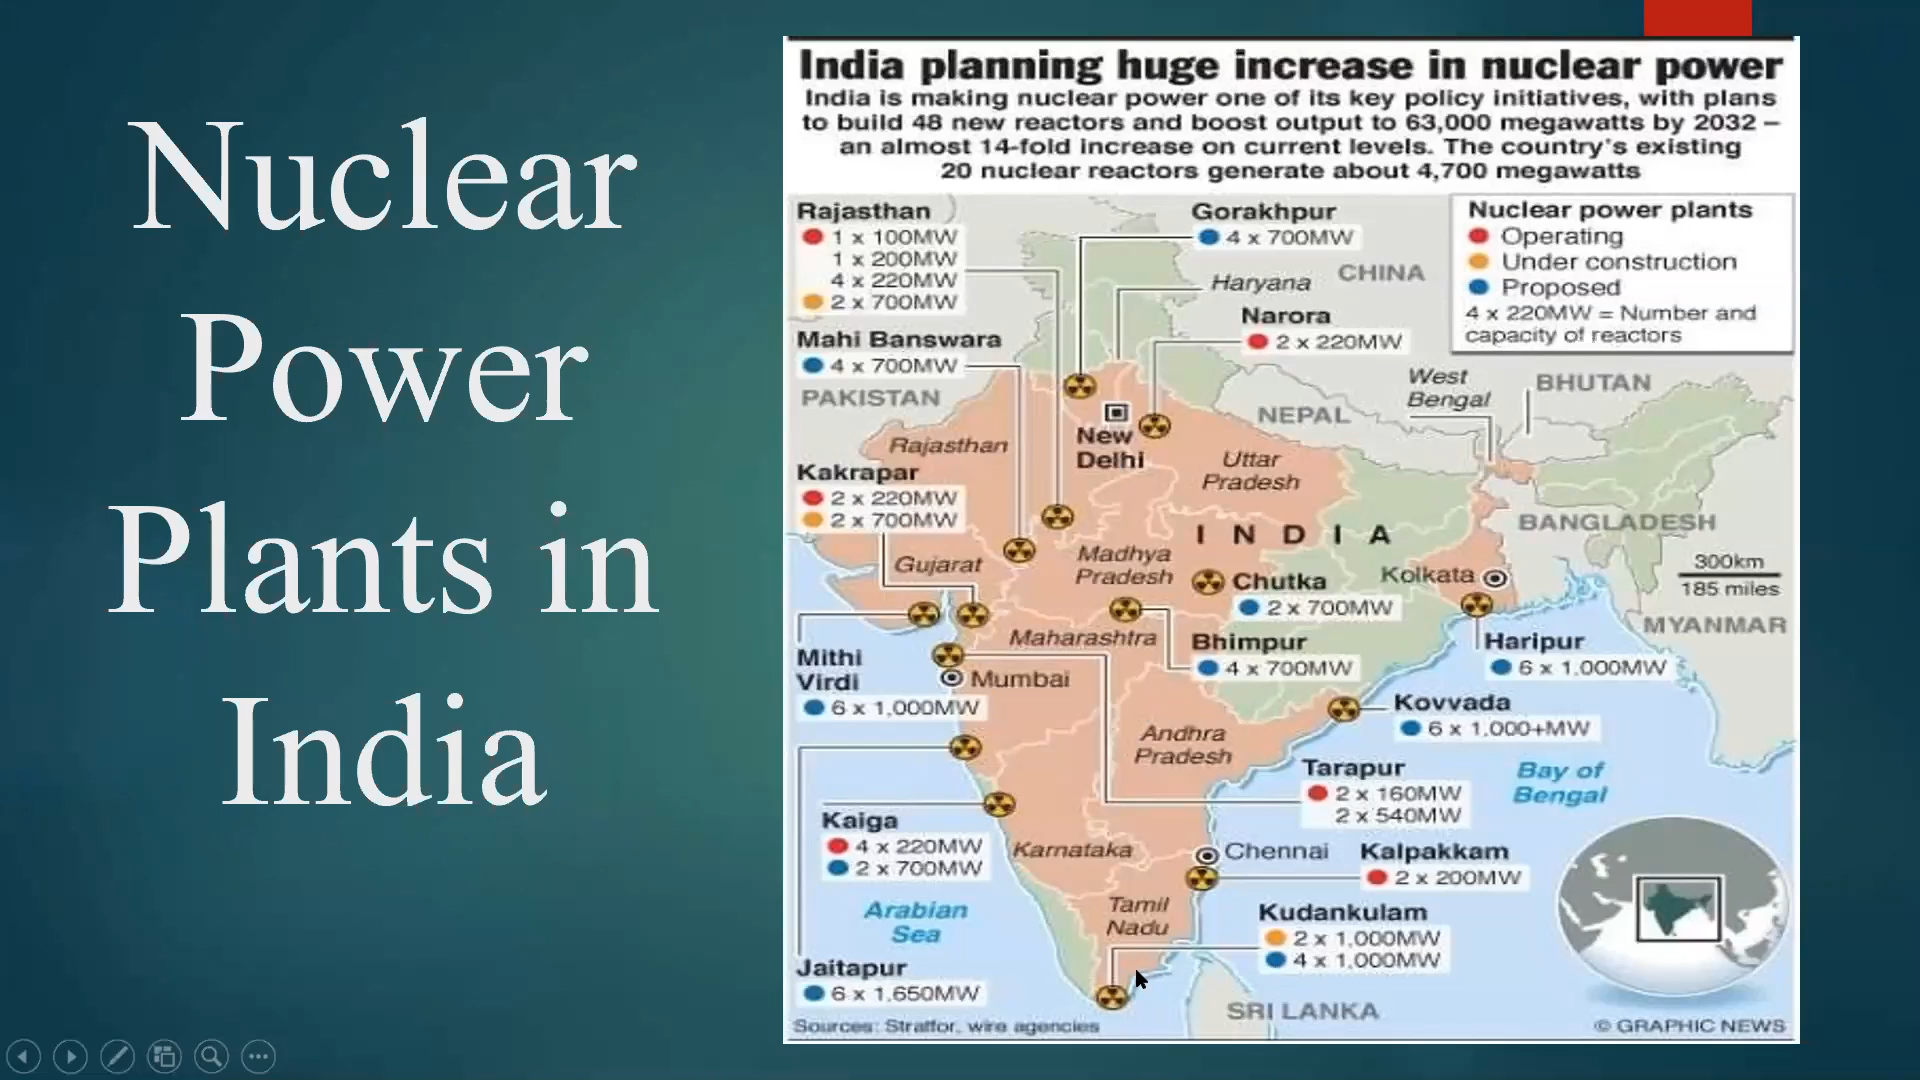 Nuclear
Power
Plants in
India
India planning huge increase in nuclear power
India is making nuclear power one of its key policy initiatives, with plans
to build 48 new reactors and boost output to 63,000 megawatts by 2032 –
an almost 14-fold increase on current levels. The country's existing
20 nuclear reactors generate about 4,700 megawatts
Rajasthan
1 x 100MW
1 x 200MW
4 x 220MW
2 x 700MW
Mahi Banswara
4 x 700MW
PAKISTAN
Rajasthan
Kakrapar
2 x 220MW
2 x 700MW
Gujarat
Mithi
Virdi
6 x 1,000MW
Kaiga
4 x 220MW
2 x 700MW
Arabian
Sea
Jaitapur
6 x 1,650MW
Sources: Stratfor, wire agencies
Gorakhpur
4 x 700MW
Haryana
CHINA
Narora
2 x 220MW
Nuclear power plants
Operating
Under construction
Proposed
4 x 220MW = Number and
capacity of reactors
West
Bengal
BHUTAN
NEPAL
New
Delhi
Uttar
Pradesh
INDIA
BANGLADESH
Madhya
Pradesh
Chutka
2 x 700MW
Kolkata
300km
185 miles
MYANMAR
Maharashtra
Bhimpur
4 x 700MW
Haripur
6 x 1,000MW
Mumbai
Kovvada
6 x 1,000+MW
Andhra
Pradesh
Tarapur
2 x 160MW
2 x 540MW
Bay of
Bengal
Karnataka
Chennai
Kalpakkam
2 x 200MW
Tamil
Nadu
Kudankulam
2 x 1,000MW
4 x 1,000MW
SRI LANKA
© GRAPHIC NEWS